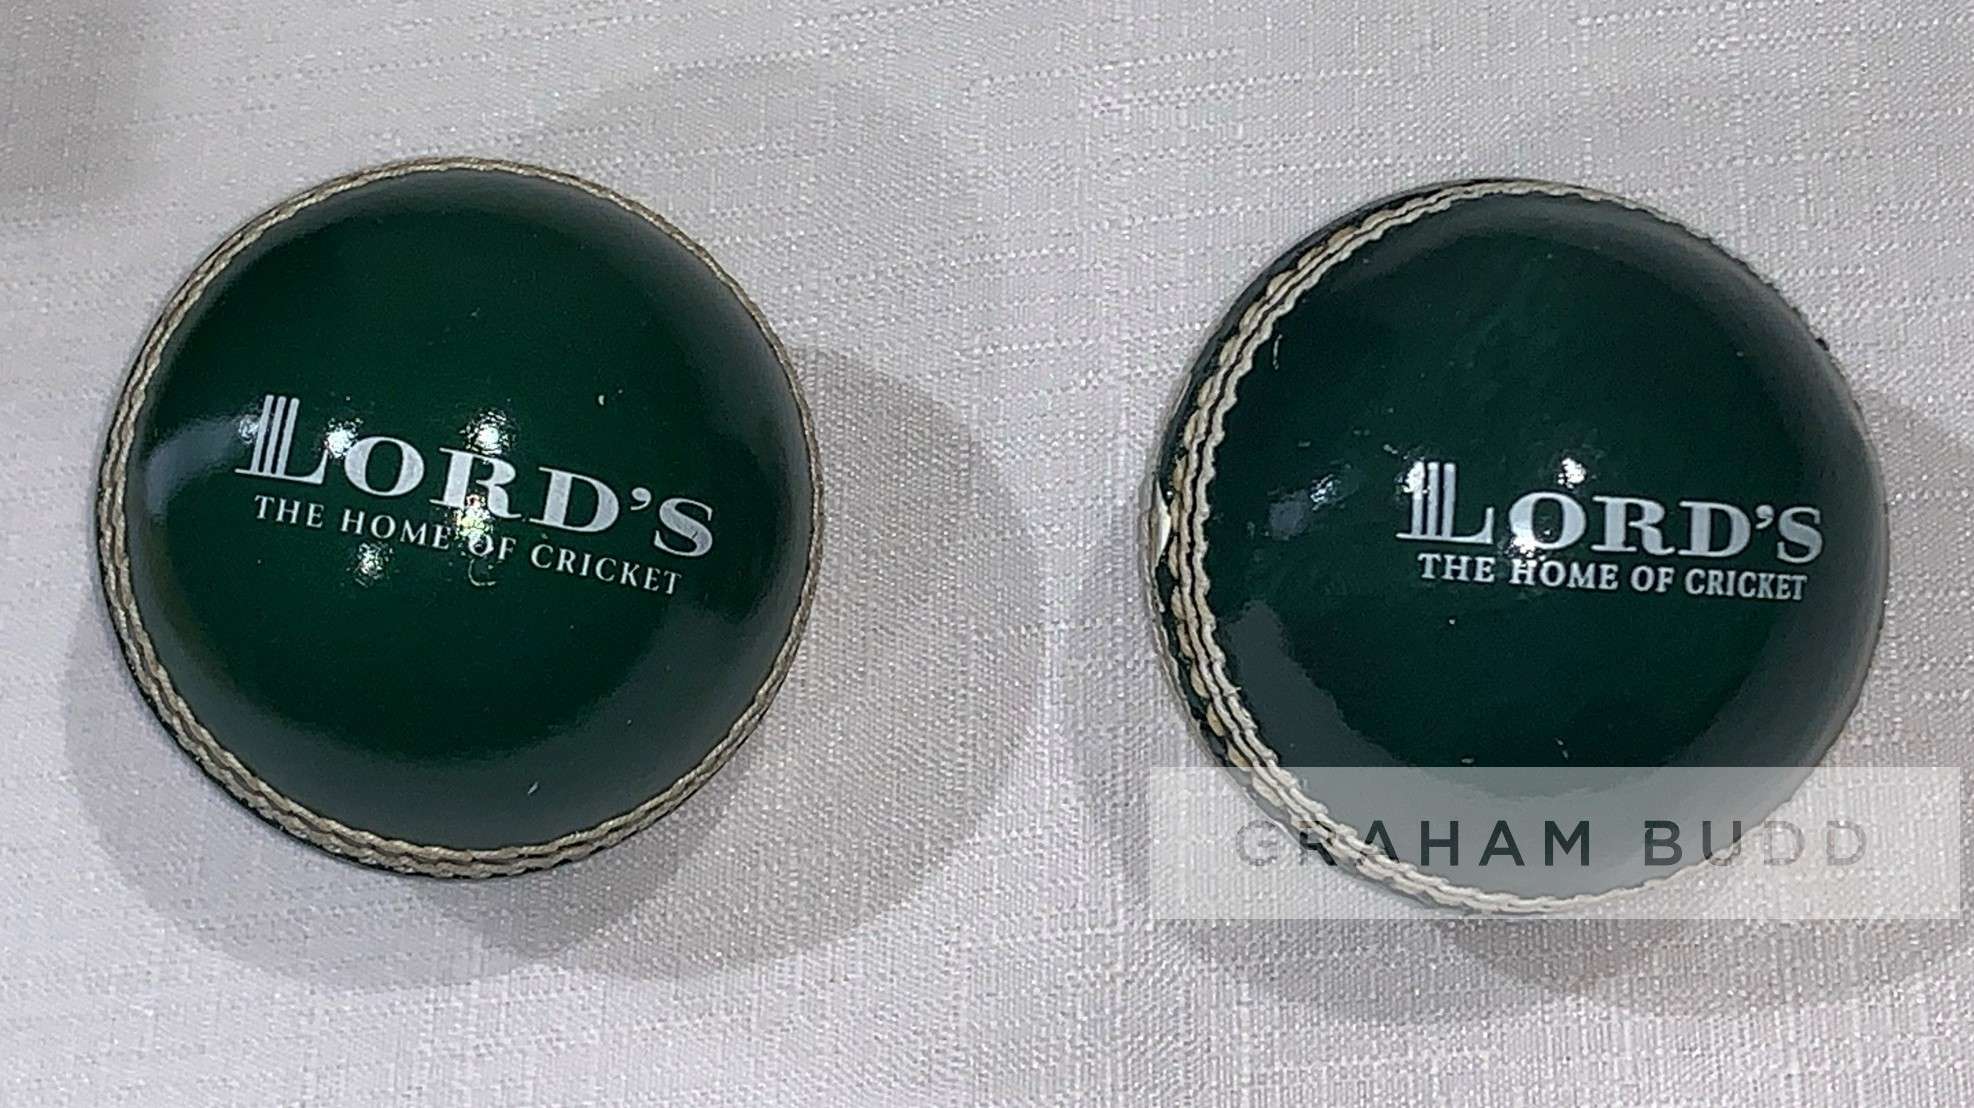 LORD'S
THE HOME OF CRICKET
LORD'S
THE HOME OF CRICKET
GRAHAM BUDD